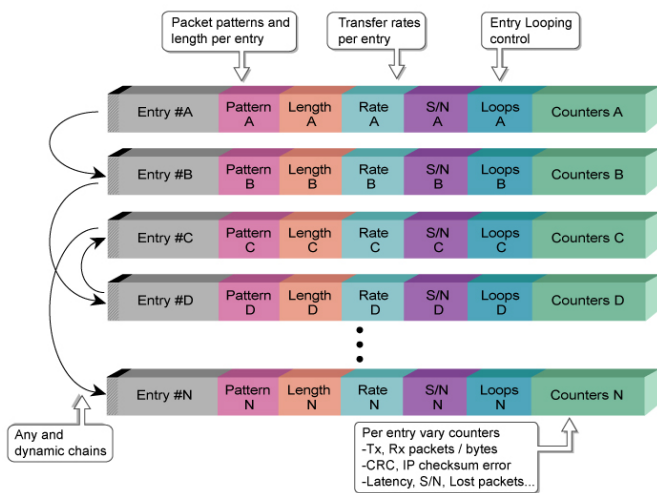 Packet patterns and
length per entry
Transfer rates
per entry
Entry Looping
control
Entry #A Pattern A Length A Rate A S/N A Loops A Counters A
Entry #B Pattern B Length B Rate B S/N B Loops B Counters B
Entry #C Pattern C Length C Rate C S/N C Loops C Counters C
Entry #D Pattern D Length D Rate D S/N D Loops D Counters D
Entry #N Pattern N Length N Rate N S/N N Loops N Counters N
Any and
dynamic chains
Per entry vary counters
-Tx, Rx packets / bytes
-CRC, IP checksum error
-Latency, S/N, Lost packets...